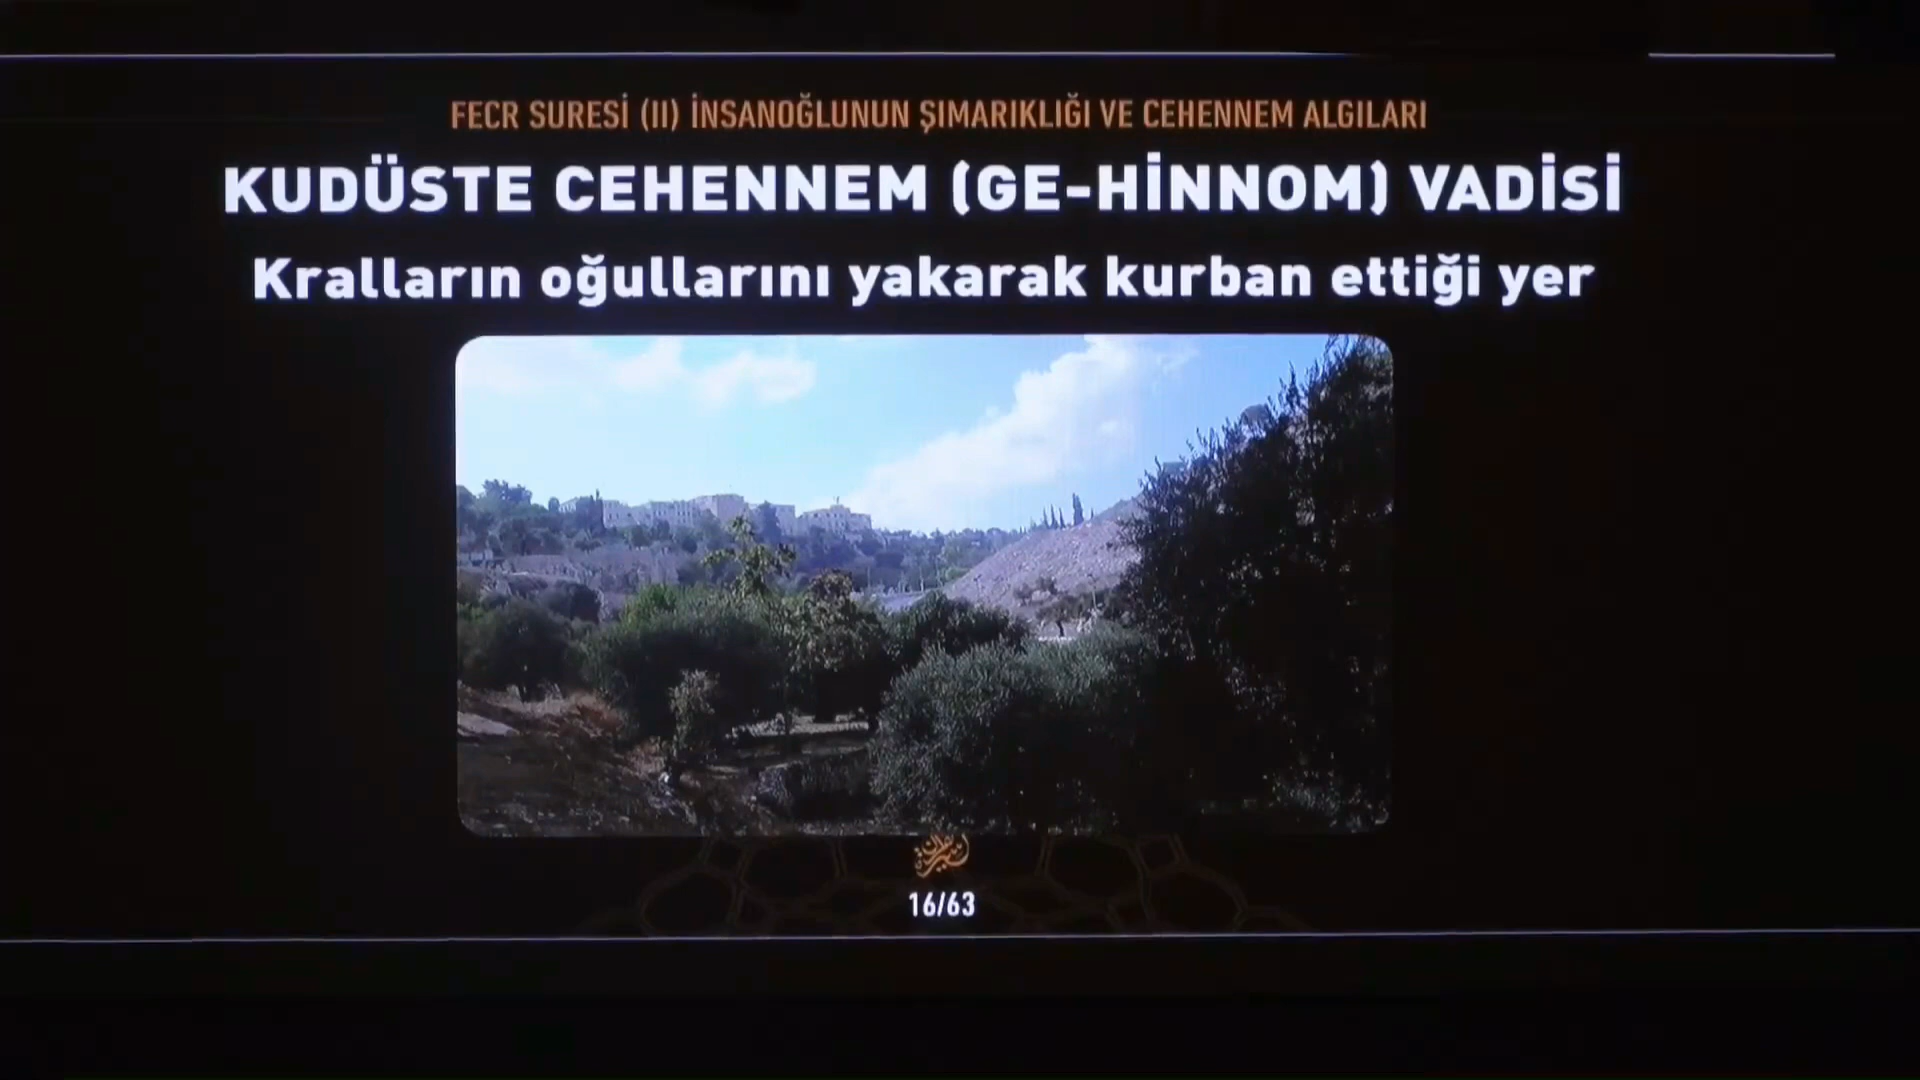 FECR SURESİ (II) İNSANOĞLUNUN ŞIMARIKLIĞI VE CEHENNEM ALGILARI
KUDÜSTE CEHENNEM (GE-HİNNOM) VADİSİ
Kralların oğullarını yakarak kurban ettiği yer
16/63